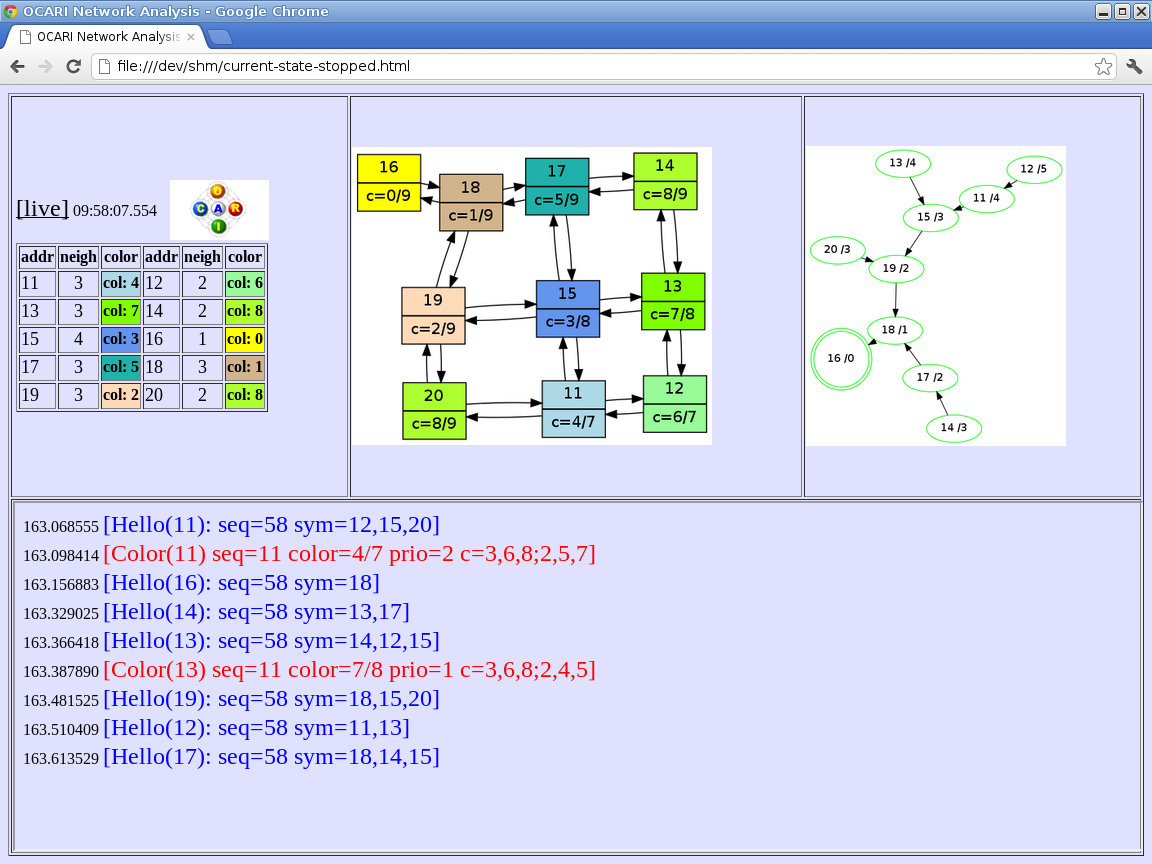 OCARI Network Analysis - Google Chrome
OCARI Network Analysis
file:///dev/shm/current-state-stopped.html
[live] 09:58:07.554
O
C A R
I
addr neigh color addr neigh color
11 3 col: 4 12 2 col: 6
13 3 col: 7 14 2 col: 8
15 4 col: 3 16 1 col: 0
17 3 col: 5 18 3 col: 1
19 3 col: 2 20 2 col: 8
16
c=0/9
18
c=1/9
17
c=5/9
14
c=8/9
19
c=2/9
15
c=3/8
13
c=7/8
20
c=8/9
11
c=4/7
12
c=6/7
13 /4
12 /5
11 /4
15 /3
20 /3
19 /2
18 /1
16 /0
17 /2
14 /3
163.068555 [Hello(11): seq=58 sym=12,15,20]
163.098414 [Color(11) seq=11 color=4/7 prio=2 c=3,6,8;2,5,7]
163.156883 [Hello(16): seq=58 sym=18]
163.329025 [Hello(14): seq=58 sym=13,17]
163.366418 [Hello(13): seq=58 sym=14,12,15]
163.387890 [Color(13) seq=11 color=7/8 prio=1 c=3,6,8;2,4,5]
163.481525 [Hello(19): seq=58 sym=18,15,20]
163.510409 [Hello(12): seq=58 sym=11,13]
163.613529 [Hello(17): seq=58 sym=18,14,15]